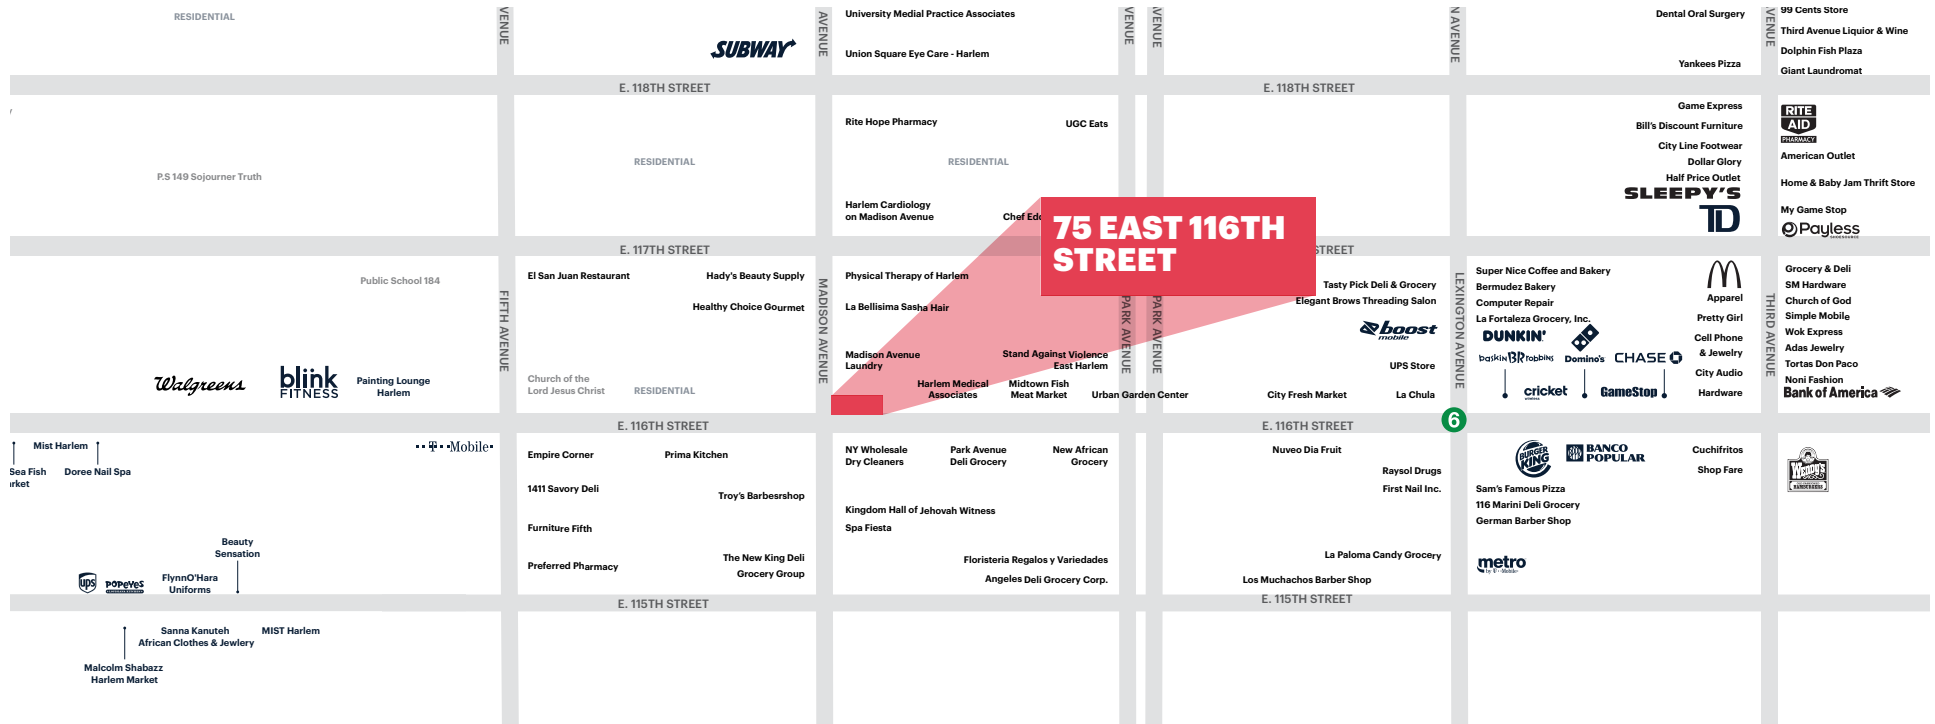 RESIDENTIAL
VENUE
SUBWAY
AVENUE
University Medial Practice Associates
Union Square Eye Care - Harlem
VENUE
VENUE
N AVENUE
Dental Oral Surgery
Yankees Pizza
VENUE
99 Cents Store
Third Avenue Liquior & Wine
Dolphin Fish Plaza
Giant Laundromat
E. 118TH STREET
E. 118TH STREET
P.S 149 Sojourner Truth
RESIDENTIAL
Rite Hope Pharmacy
UGC Eats
RESIDENTIAL
Harlem Cardiology
on Madison Avenue
Chef Edd
75 EAST 116TH
STREET
Game Express
Bill's Discount Furniture
City Line Footwear
Dollar Glory
Half Price Outlet
SLEEPY'S
TD
RITE
AID
PHARMACY
American Outlet
Home & Baby Jam Thrift Store
My Game Stop
Payless
E. 117TH STREET
STREET
Public School 184
Walgreens
blink
FITNESS
Painting Lounge
Harlem
FIFTH AVENUE
El San Juan Restaurant
Hady's Beauty Supply
Healthy Choice Gourmet
Church of the
Lord Jesus Christ
RESIDENTIAL
MADISON AVENUE
Physical Therapy of Harlem
La Bellisima Sasha Hair
Madison Avenue
Laundry
Stand Against Violence
East Harlem
Harlem Medical
Associates
Midtown Fish
Meat Market
Urban Garden Center
PARK AVENUE
PARK AVENUE
Tasty Pick Deli & Grocery
Elegant Brows Threading Salon
boost
mobile
UPS Store
City Fresh Market
La Chula
LEXINGTON AVENUE
Super Nice Coffee and Bakery
Bermudez Bakery
Computer Repair
La Fortaleza Grocery, Inc.
DUNKIN'
baskin BR robbins
Domino's
CHASE
cricket
wireless
GameStop
Apparel
Pretty Girl
Cell Phone
& Jewelry
City Audio
Hardware
THIRD AVENUE
Grocery & Deli
SM Hardware
Church of God
Simple Mobile
Wok Express
Adas Jewelry
Tortas Don Paco
Noni Fashion
Bank of America
E. 116TH STREET
E. 116TH STREET
6
Mist Harlem
Sea Fish
rket
Doree Nail Spa
T Mobile
Beauty
Sensation
ups
POPEYES
FlynnO'Hara
Uniforms
Empire Corner
Prima Kitchen
1411 Savory Deli
Troy's Barbesrshop
Furniture Fifth
Preferred Pharmacy
The New King Deli
Grocery Group
NY Wholesale
Dry Cleaners
Park Avenue
Deli Grocery
New African
Grocery
Kingdom Hall of Jehovah Witness
Spa Fiesta
Floristeria Regalos y Variedades
Angeles Deli Grocery Corp.
Nuveo Dia Fruit
Raysol Drugs
First Nail Inc.
La Paloma Candy Grocery
Los Muchachos Barber Shop
BURGER
KING
BANCO
POPULAR
Sam's Famous Pizza
116 Marini Deli Grocery
German Barber Shop
metro
by T-Mobile
Cuchifritos
Shop Fare
Wendy's
HAMBURGERS
E. 115TH STREET
E. 115TH STREET
Sanna Kanuteh
African Clothes & Jewlery
MIST Harlem
Malcolm Shabazz
Harlem Market